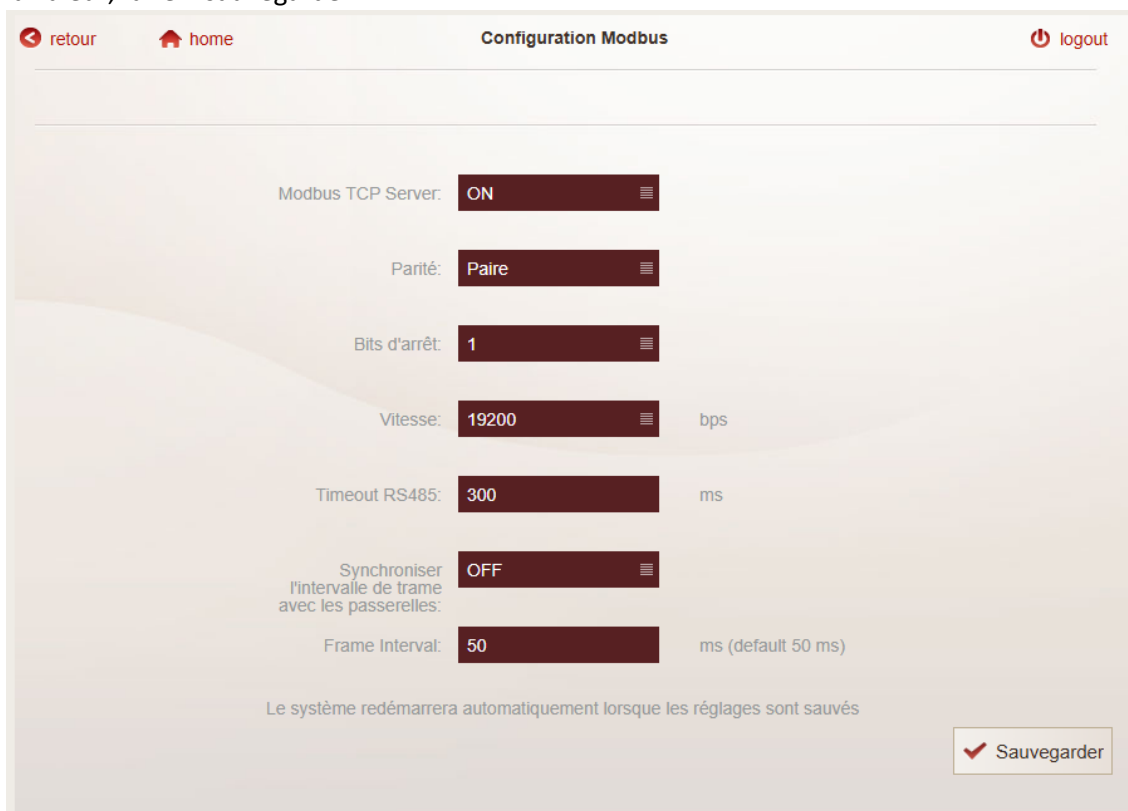 retour home Configuration Modbus logout
Modbus TCP Server: ON
Parité: Paire
Bits d'arrêt: 1
Vitesse: 19200 bps
Timeout RS485: 300 ms
Synchroniser OFF
l'intervalle de trame
avec les passerelles:
Frame Interval: 50 ms (default 50 ms)
Le système redémarrera automatiquement lorsque les réglages sont sauvés
Sauvegarder